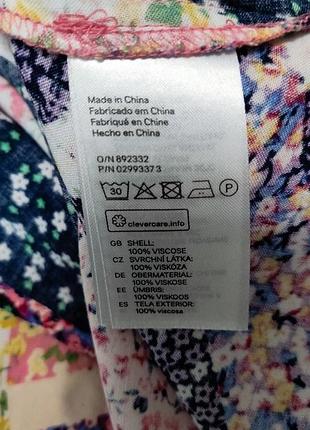 Made in China
Fabricado em China
Fabriqué en Chine
Hecho en China
O/N 892332
P/N 0299337 3
30 P
clevercare.info
GB SHELL:
100% VISCOSE
CZ SVRCHNÍ LÁTKA:
100% VISKÓZA
DE OBERMATERIAL:
100% VISKOSE
EE ÜMBRIS:
100% VISKOOS
ES TELA EXTERIOR:
100% viscosa